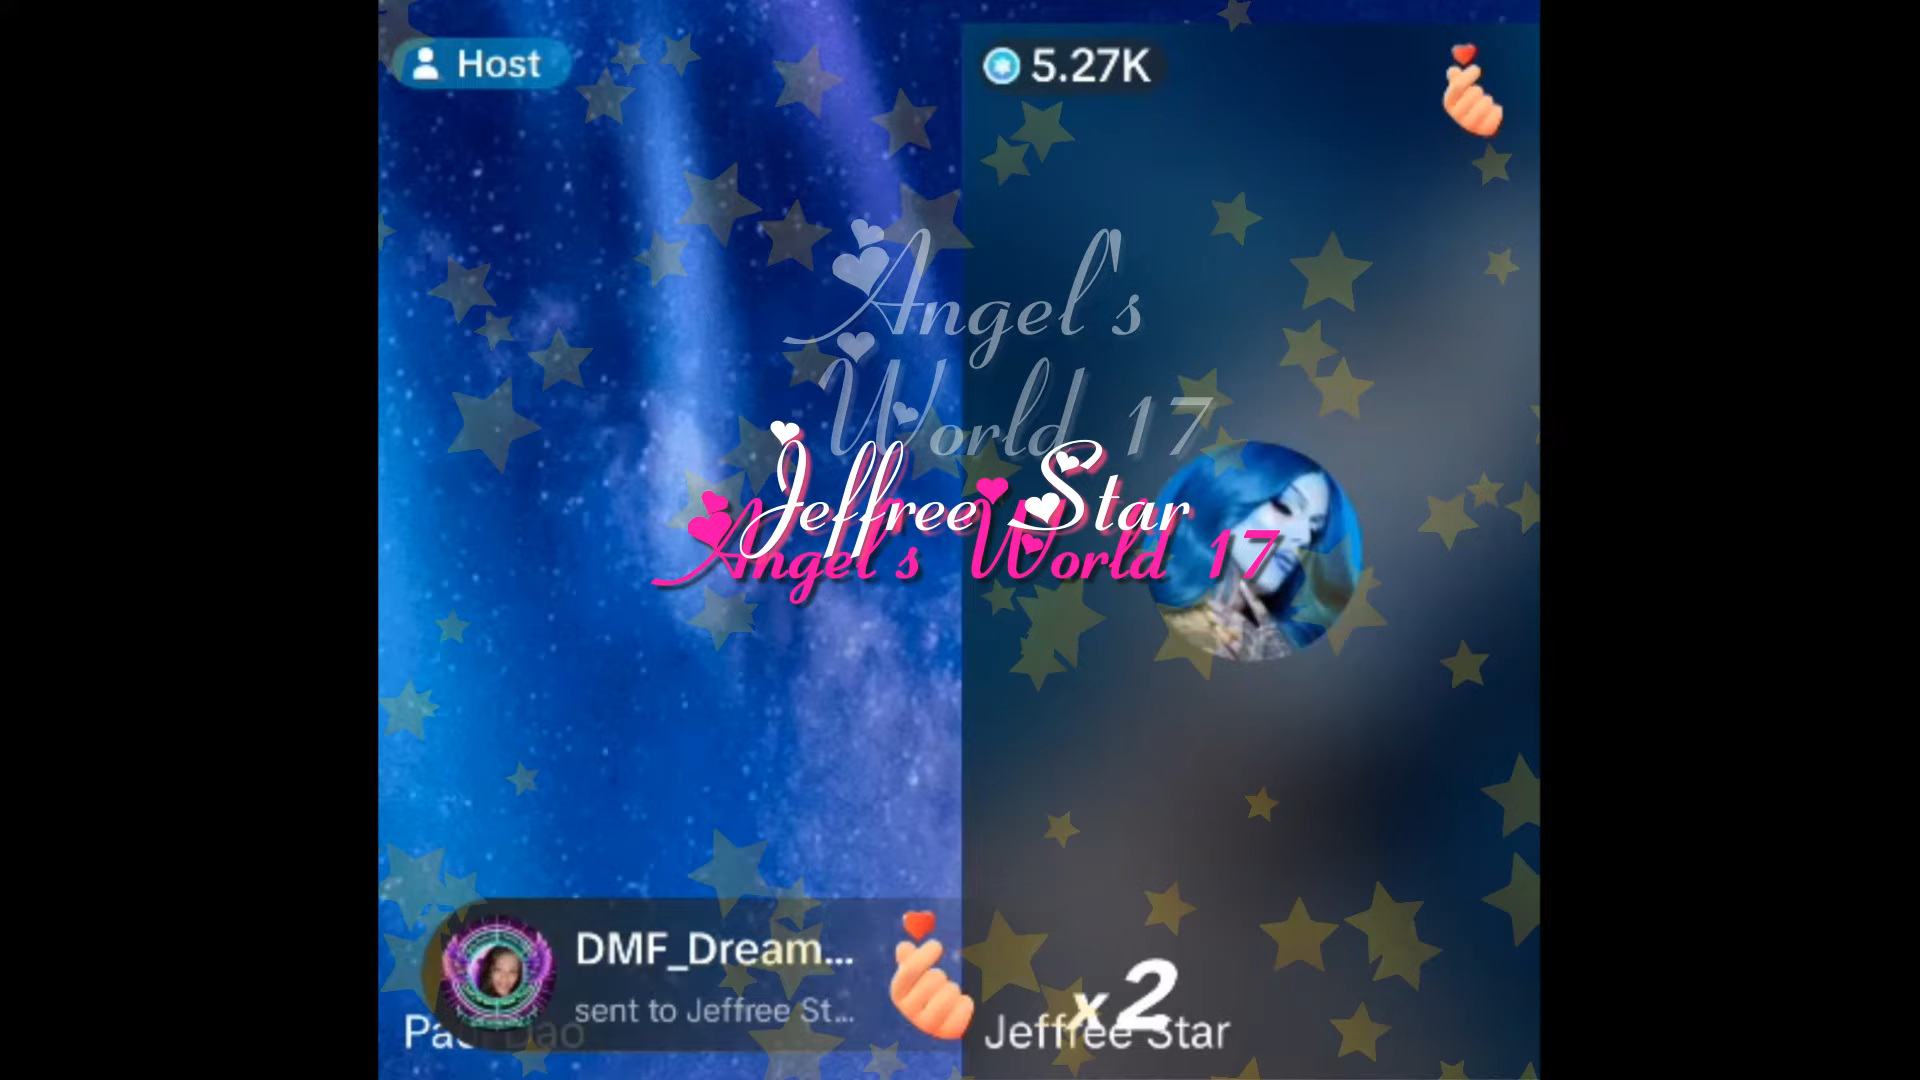 Host
5.27K
Angel's
World 17
Jeffree Star
Angel's World 17
DMF_Dream...
sent to Jeffree St...
x2
Jeffree Star